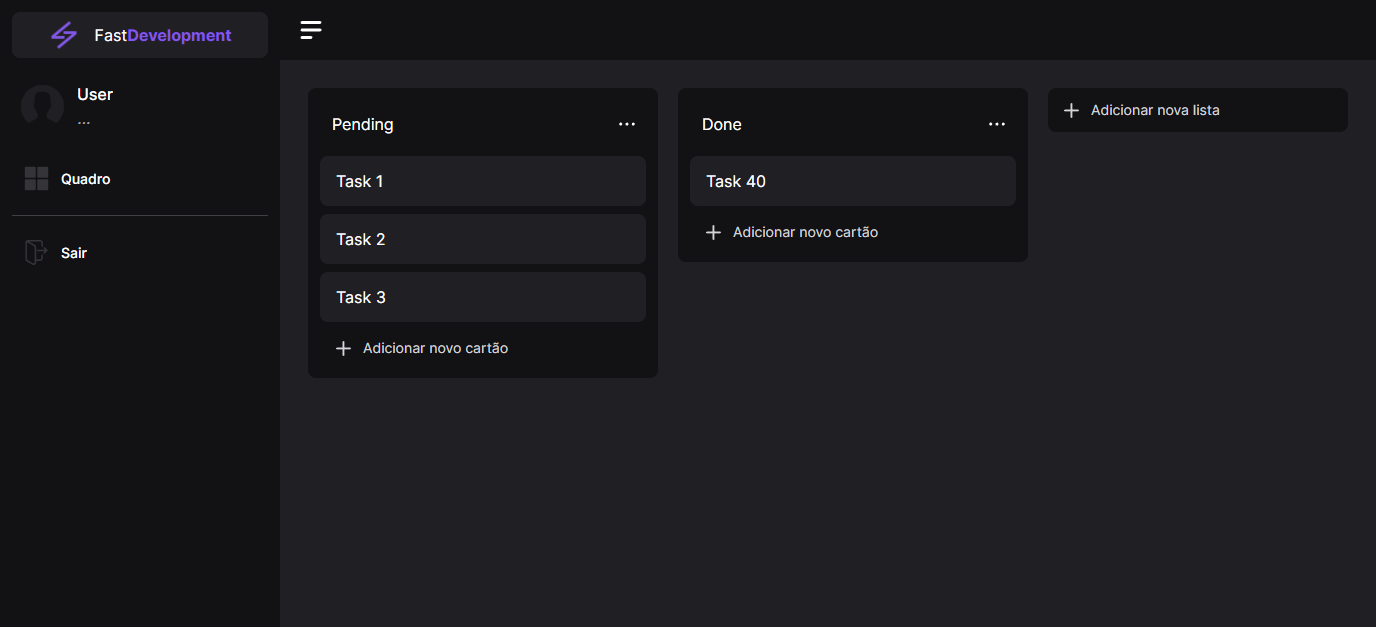 FastDevelopment
User
...
Quadro
Sair
Pending
Task 1
Task 2
Task 3
Adicionar novo cartão
Done
Task 40
Adicionar novo cartão
Adicionar nova lista